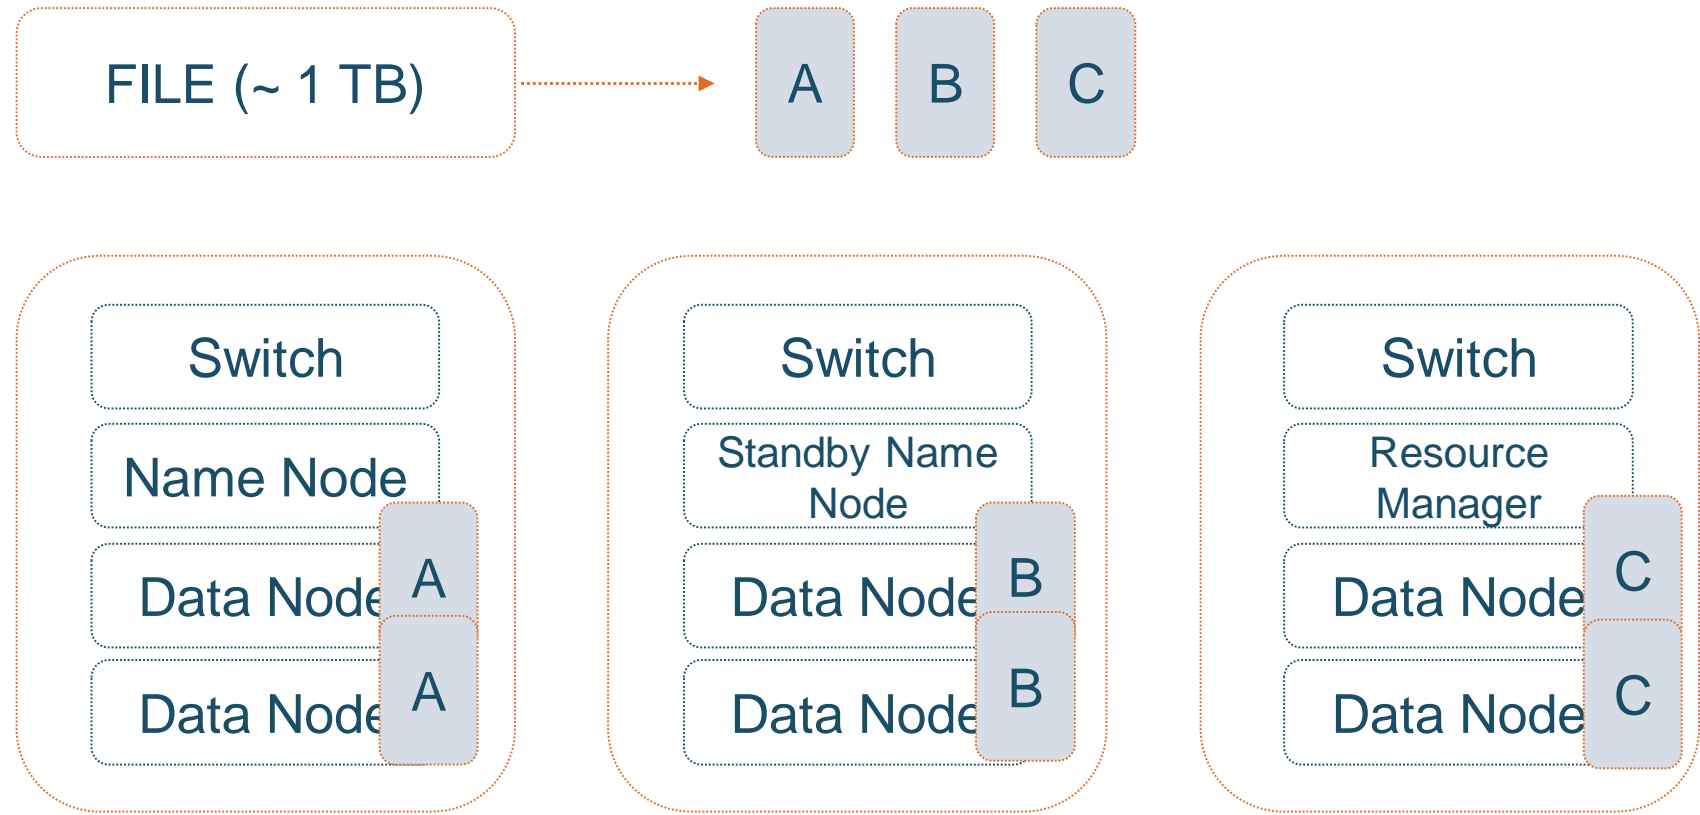 FILE (~ 1 TB)
A
B
C
Switch
Name Node
Data Node
A
Data Node
A
Switch
Standby Name
Node
Data Node
B
Data Node
B
Switch
Resource
Manager
Data Node
C
Data Node
C